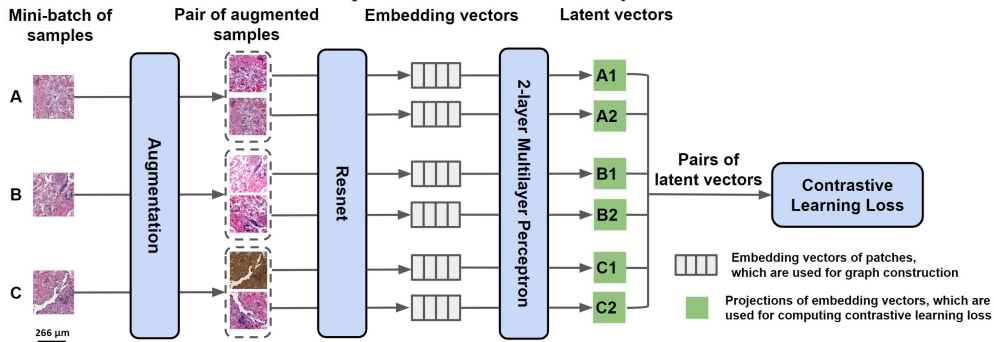 Mini-batch of
samples
Pair of augmented
samples
Embedding vectors
Latent vectors
A
B
C
266 µm
Augmentation
Resnet
2-layer Multilayer Perceptron
A1
A2
B1
B2
C1
C2
Pairs of
latent vectors
Contrastive
Learning Loss
Embedding vectors of patches,
which are used for graph construction
Projections of embedding vectors, which are
used for computing contrastive learning loss